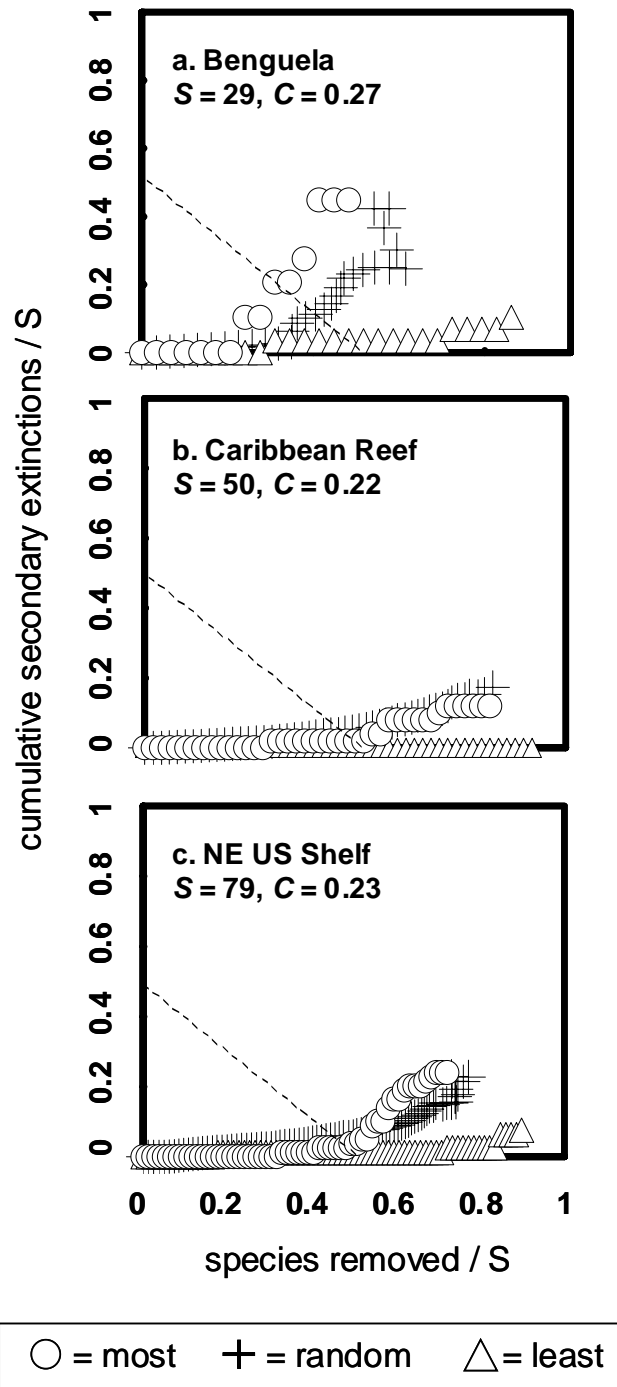 cumulative secondary extinctions / S
1
0.8
0.6
0.4
0.2
0
a. Benguela
S = 29, C = 0.27
1
0.8
0.6
0.4
0.2
0
b. Caribbean Reef
S = 50, C = 0.22
1
0.8
0.6
0.4
0.2
0
c. NE US Shelf
S = 79, C = 0.23
0 0.2 0.4 0.6 0.8 1
species removed / S
= most = random = least